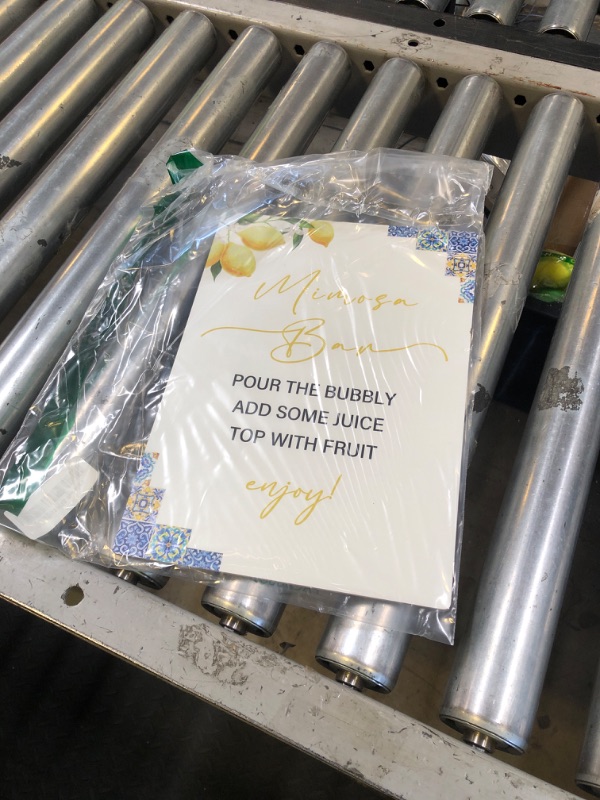 Mimosa
Bar
POUR THE BUBBLY
ADD SOME JUICE
TOP WITH FRUIT
enjoy!